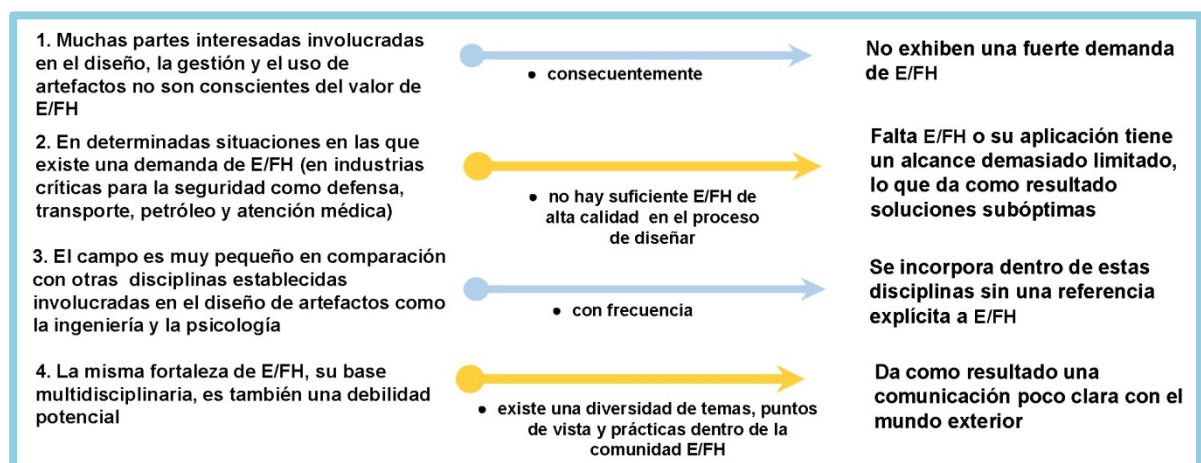 1. Muchas partes interesadas involucradas
en el diseño, la gestión y el uso de
artefactos no son conscientes del valor de
E/FH
• consecuentemente
No exhiben una fuerte demanda
de E/FH
2. En determinadas situaciones en las que
existe una demanda de E/FH (en industrias
críticas para la seguridad como defensa,
transporte, petróleo y atención médica)
• no hay suficiente E/FH de
alta calidad en el proceso
de diseñar
Falta E/FH o su aplicación tiene
un alcance demasiado limitado,
lo que da como resultado
soluciones subóptimas
3. El campo es muy pequeño en comparación
con otras disciplinas establecidas
involucradas en el diseño de artefactos como
la ingeniería y la psicología
• con frecuencia
Se incorpora dentro de estas
disciplinas sin una referencia
explícita a E/FH
4. La misma fortaleza de E/FH, su base
multidisciplinaria, es también una debilidad
potencial
• existe una diversidad de temas, puntos
de vista y prácticas dentro de la
comunidad E/FH
Da como resultado una
comunicación poco clara con el
mundo exterior